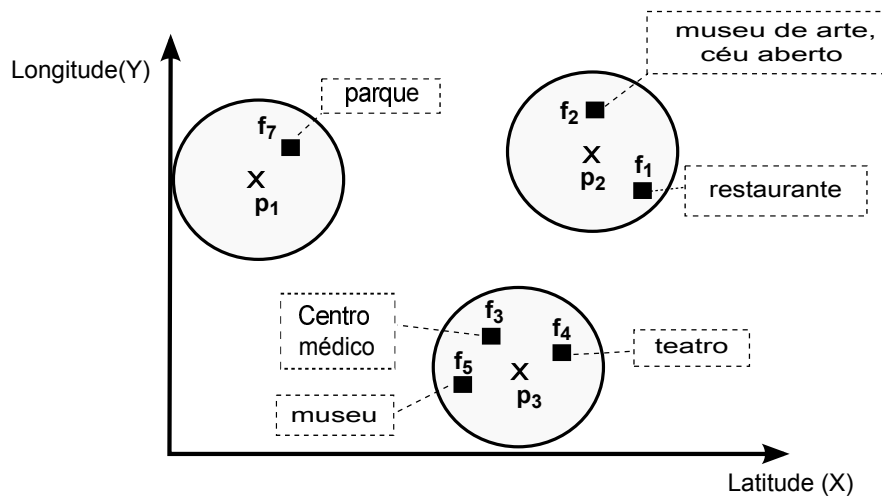 museu de arte,
céu aberto
Longitude(Y)
parque
f7
f2
f1
x
p1
x
p2
restaurante
Centro
médico
f3
f4
teatro
f5
x
p3
museu
Latitude (X)